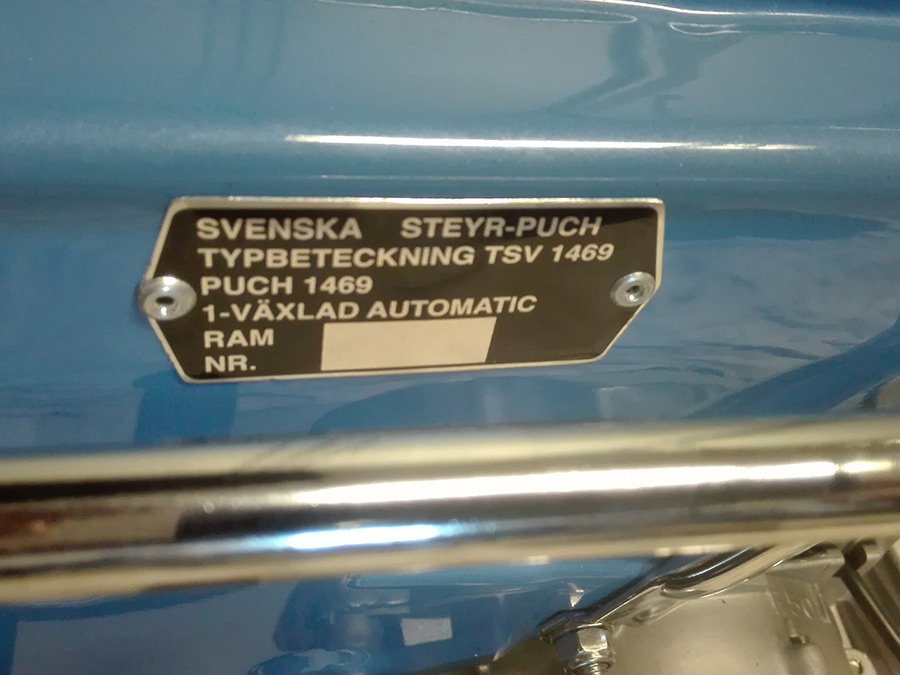 SVENSKA STEYR-PUCH
TYPBETECKNING TSV 1469
PUCH 1469
1-VÄXLAD AUTOMATIC
RAM
NR.